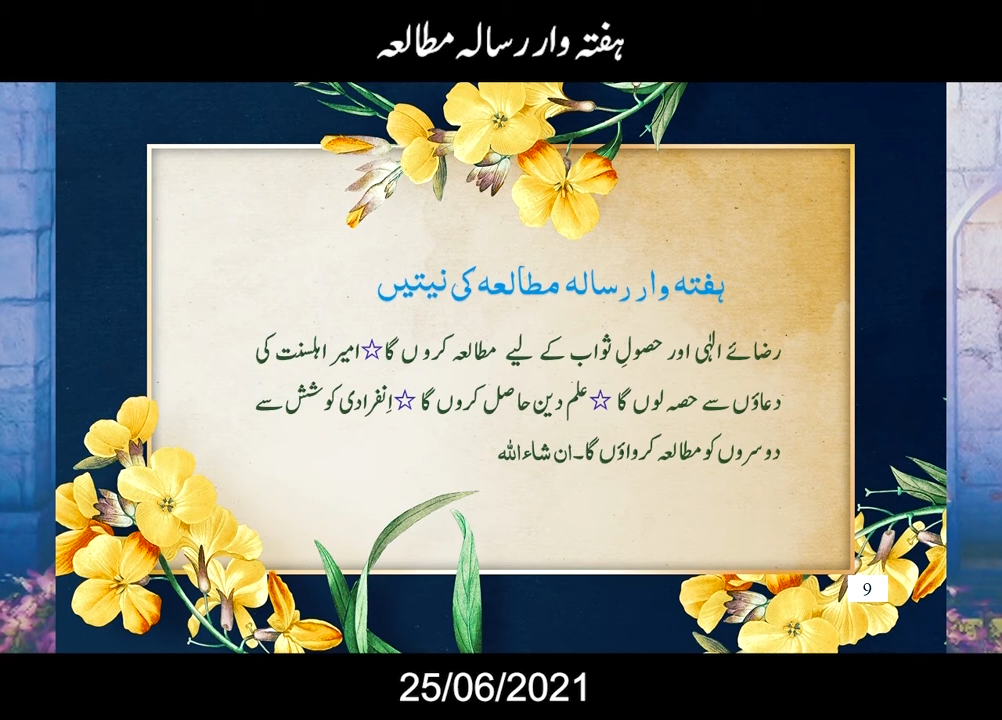 ہفتہ وار رسالہ مطالعہ
ہفتہ وار رسالہ مطالعہ کی نیتیں
رضائے الٰہی اور حصولِ ثواب کے لیے مطالعہ کروں گا☆امیر اہلسنت کی
دعاؤں سے حصہ لوں گا ☆علم دین حاصل کروں گا ☆اِنفرادی کوشش سے
دوسروں کو مطالعہ کرواؤں گا۔ان شاءاللہ
9
25/06/2021